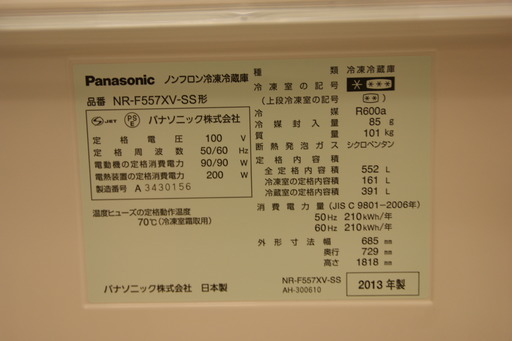 Panasonic ノンフロン冷凍冷蔵庫
品番 NR-F557XV-SS形
JET PSE パナソニック株式会社
定格電圧 100 V
定格周波数 50/60 Hz
電動機の定格消費電力 90/90 W
電熱装置の定格消費電力 200 W
製造番号 A 3430156
温度ヒューズの定格動作温度
70℃(冷凍室霜取用)
パナソニック株式会社 日本製
種類 冷凍冷蔵庫
冷凍室の記号
(上段冷凍室の記号)
冷媒 R600a
冷媒封入量 85 g
質量 101 kg
断熱発泡ガス シクロペンタン
定格内容積
全定格内容積 552 L
冷凍室の定格内容積 161 L
冷蔵室の定格内容積 391 L
消費電力量(JIS C 9801-2006年)
50 Hz 210 kWh/年
60 Hz 210 kWh/年
外形寸法 幅 685 mm
奥行 729 mm
高さ 1818 mm
NR-F557XV-SS
AH-300610
2013 年製